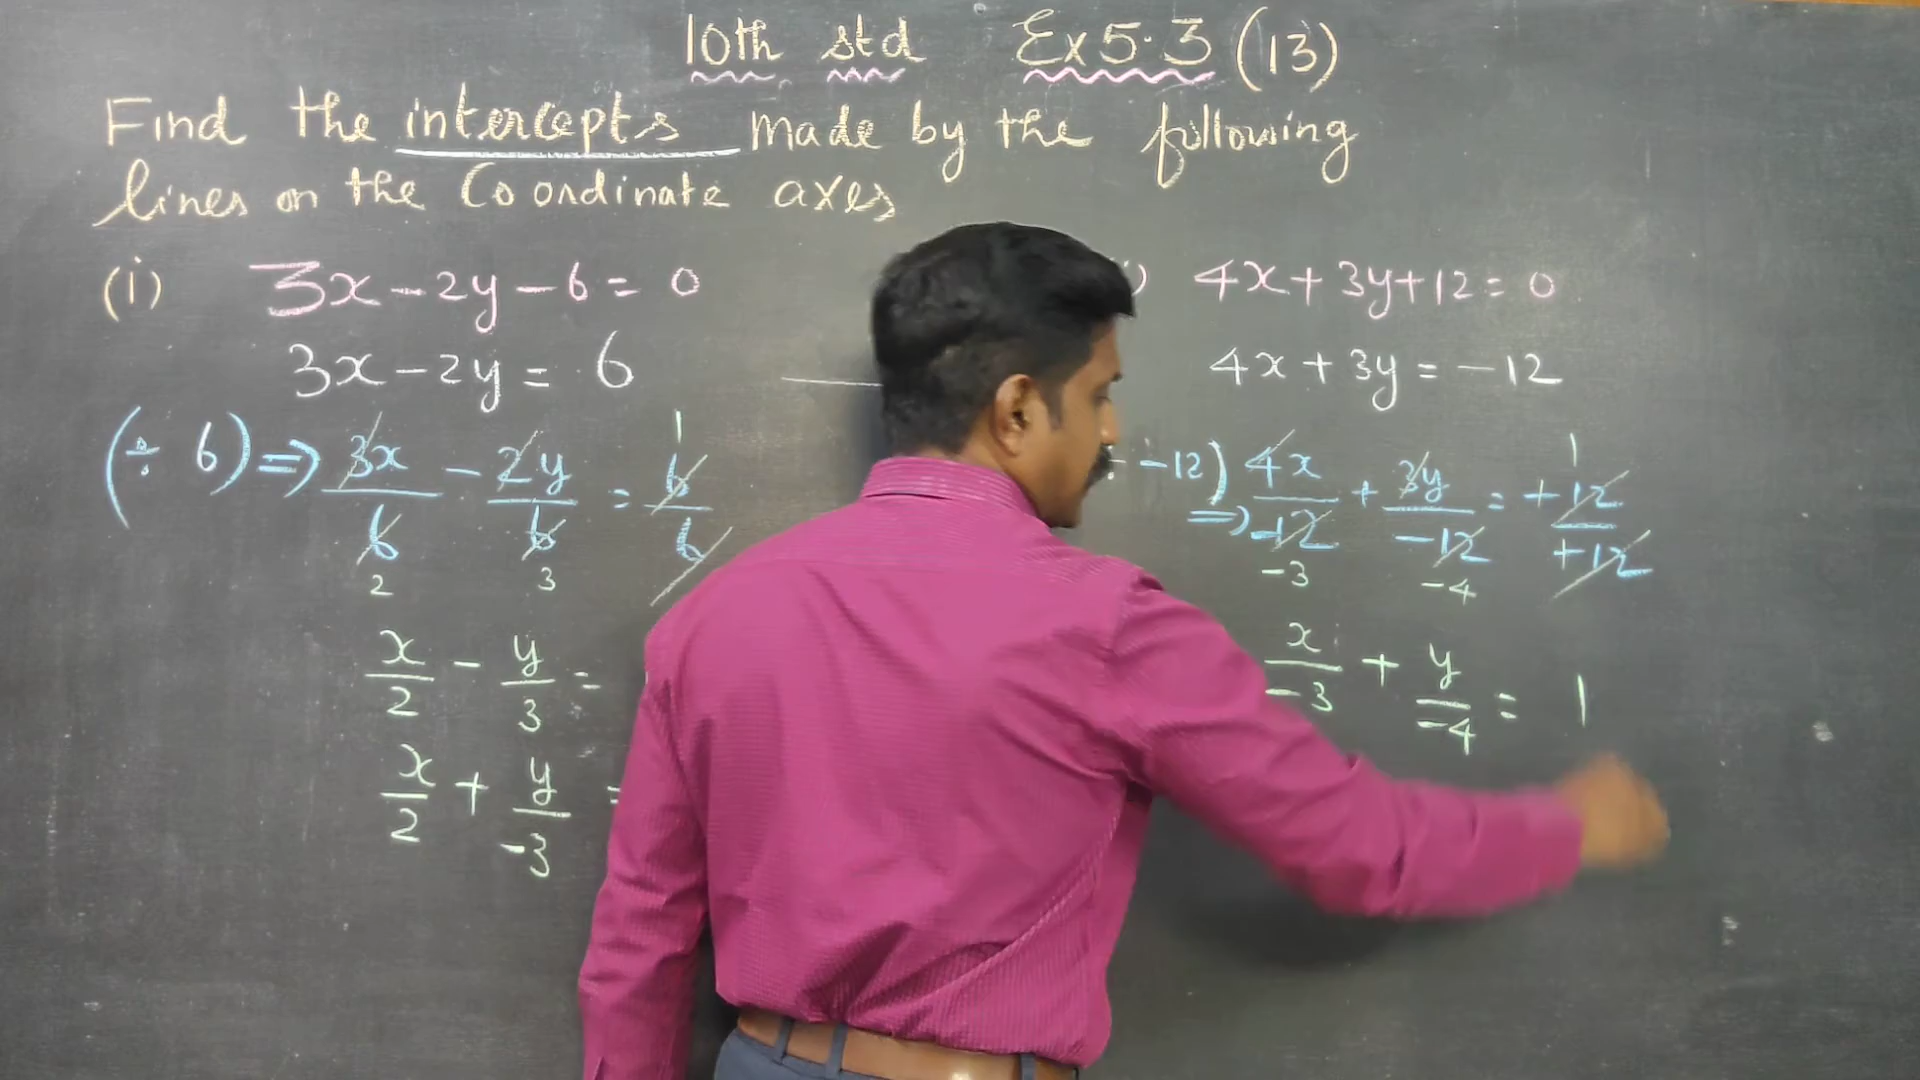 10th std Ex 5.3 (13)
Find the intercepts made by the following
lines on the Coordinate axes
(i) 3x - 2y - 6 = 0
3x - 2y = 6
(÷ 6) ⇒ 3x/6 - 2y/6 = 6/6
2 3 1
x/2 - y/3 =
x/2 + y/-3 =
) 4x + 3y + 12 = 0
4x + 3y = -12
÷ -12) ⇒ 4x/-12 + 3y/-12 = +12/+12
-3 -4 1
x/-3 + y/-4 = 1